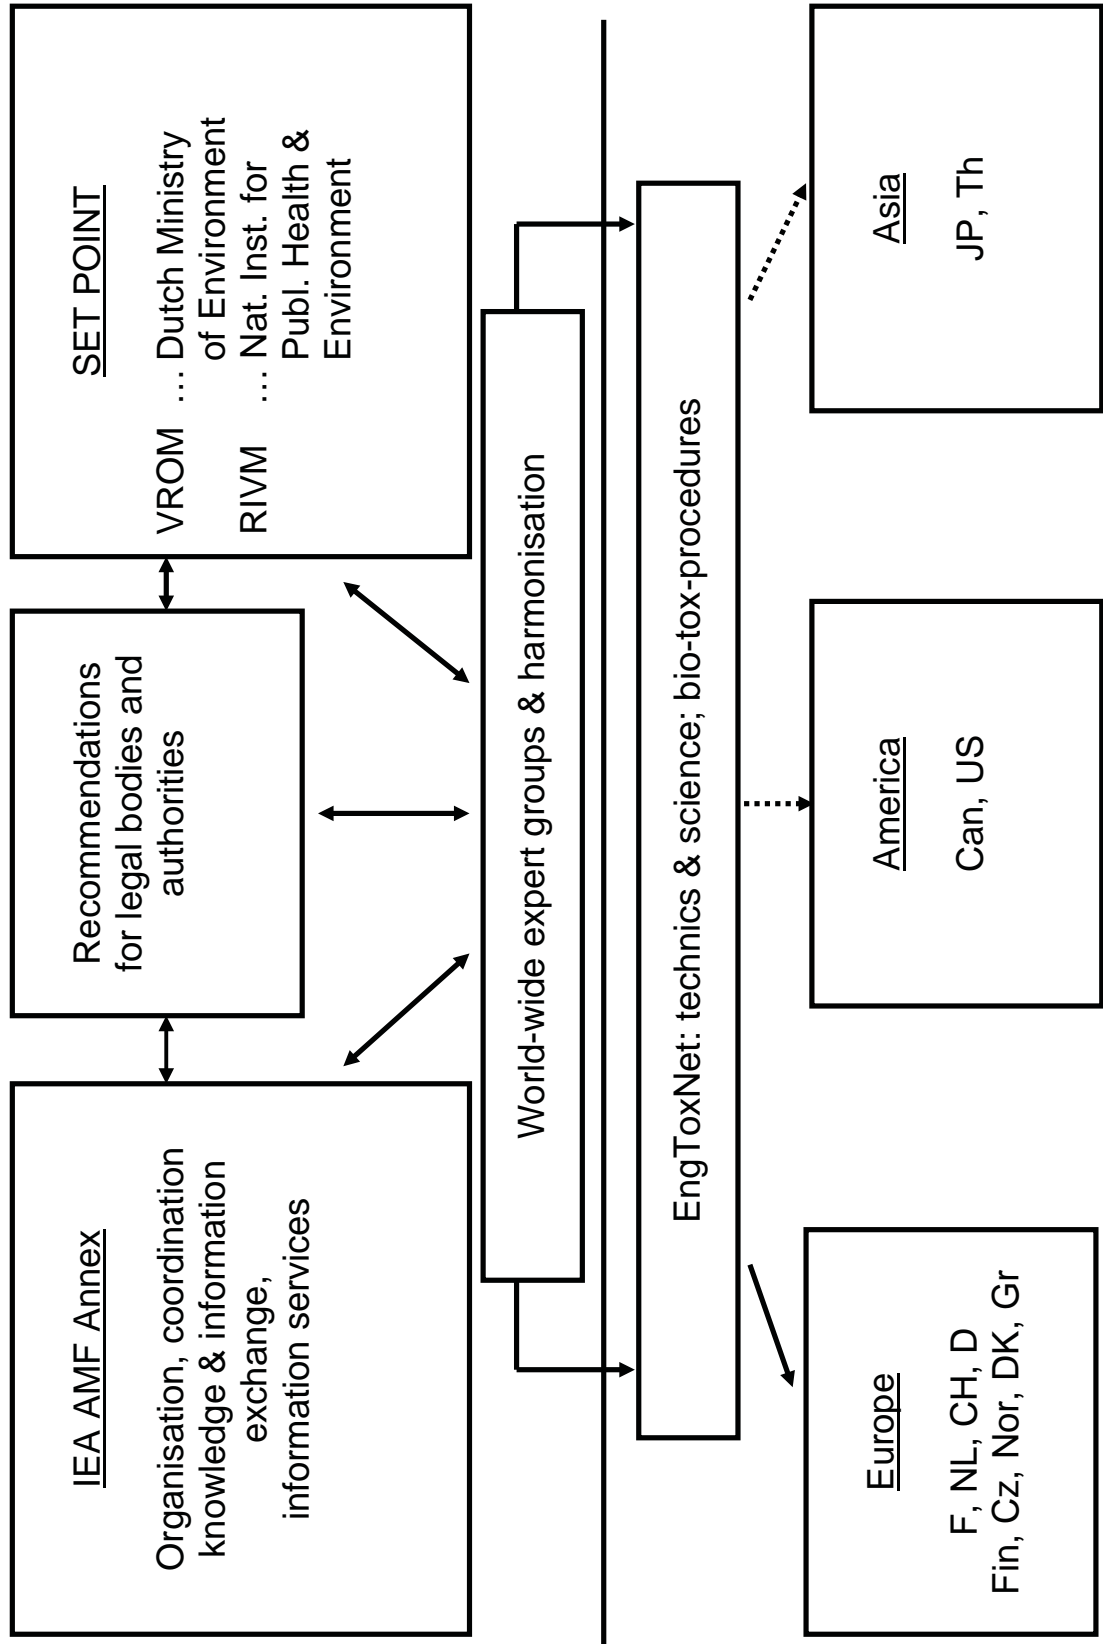 IEA AMF Annex
Organisation, coordination
knowledge & information
exchange,
information services
Recommendations
for legal bodies and
authorities
SET POINT
VROM … Dutch Ministry
of Environment
RIVM … Nat. Inst. for
Publ. Health &
Environment
World-wide expert groups & harmonisation
EngToxNet: technics & science; bio-tox-procedures
Europe
F, NL, CH, D
Fin, Cz, Nor, DK, Gr
America
Can, US
Asia
JP, Th